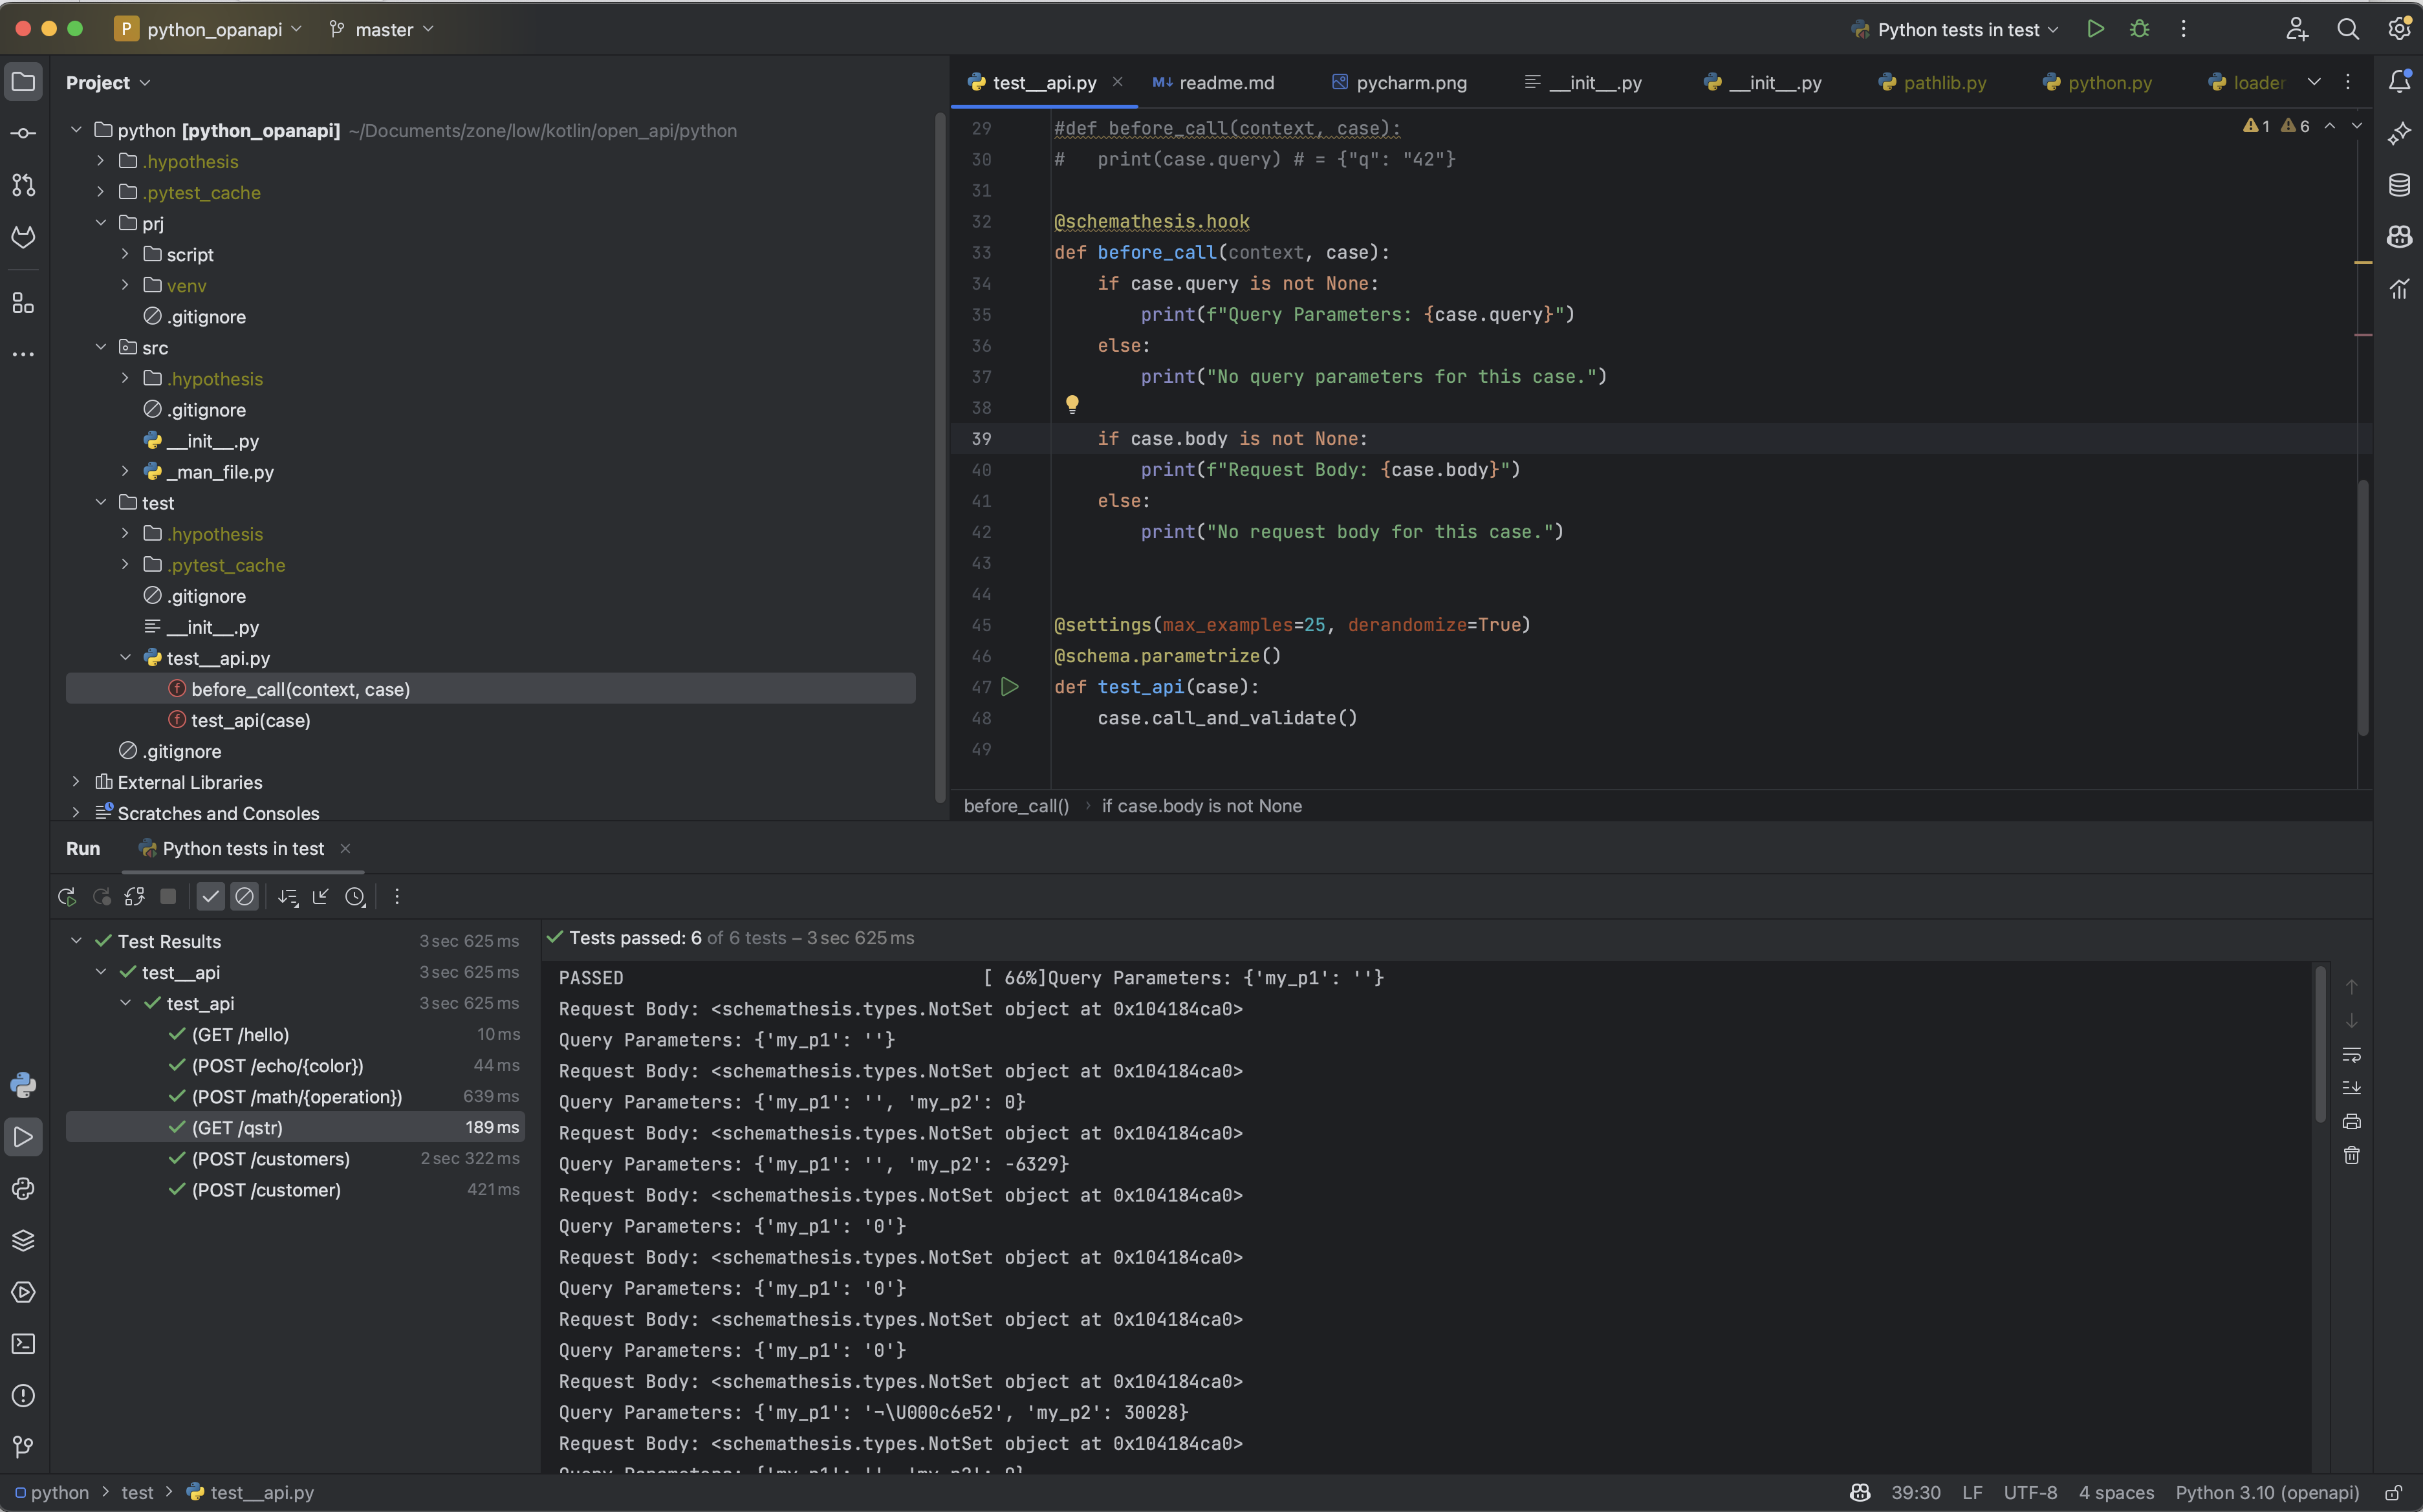 P python_opanapi master Python tests in test
Project
test__api.py readme.md pycharm.png __init__.py __init__.py pathlib.py python.py loader
python [python_opanapi] ~/Documents/zone/low/kotlin/open_api/python
.hypothesis
.pytest_cache
prj
script
venv
.gitignore
src
.hypothesis
.gitignore
__init__.py
_man_file.py
test
.hypothesis
.pytest_cache
.gitignore
__init__.py
test__api.py
before_call(context, case)
test_api(case)
.gitignore
External Libraries
Scratches and Consoles
1 6
29 #def before_call(context, case):
30 #   print(case.query) # = {"q": "42"}
31
32 @schemathesis.hook
33 def before_call(context, case):
34     if case.query is not None:
35         print(f"Query Parameters: {case.query}")
36     else:
37         print("No query parameters for this case.")
38
39     if case.body is not None:
40         print(f"Request Body: {case.body}")
41     else:
42         print("No request body for this case.")
43
44
45 @settings(max_examples=25, derandomize=True)
46 @schema.parametrize()
47 def test_api(case):
48     case.call_and_validate()
49
before_call() if case.body is not None
Run Python tests in test
Test Results 3 sec 625 ms
test__api 3 sec 625 ms
test_api 3 sec 625 ms
(GET /hello) 10 ms
(POST /echo/{color}) 44 ms
(POST /math/{operation}) 639 ms
(GET /qstr) 189 ms
(POST /customers) 2 sec 322 ms
(POST /customer) 421 ms
Tests passed: 6 of 6 tests – 3 sec 625 ms
PASSED [ 66%]Query Parameters: {'my_p1': ''}
Request Body: <schemathesis.types.NotSet object at 0x104184ca0>
Query Parameters: {'my_p1': ''}
Request Body: <schemathesis.types.NotSet object at 0x104184ca0>
Query Parameters: {'my_p1': '', 'my_p2': 0}
Request Body: <schemathesis.types.NotSet object at 0x104184ca0>
Query Parameters: {'my_p1': '', 'my_p2': -6329}
Request Body: <schemathesis.types.NotSet object at 0x104184ca0>
Query Parameters: {'my_p1': '0'}
Request Body: <schemathesis.types.NotSet object at 0x104184ca0>
Query Parameters: {'my_p1': '0'}
Request Body: <schemathesis.types.NotSet object at 0x104184ca0>
Query Parameters: {'my_p1': '0'}
Request Body: <schemathesis.types.NotSet object at 0x104184ca0>
Query Parameters: {'my_p1': '¬\U000c6e52', 'my_p2': 30028}
Request Body: <schemathesis.types.NotSet object at 0x104184ca0>
Query Parameters: {'my_p1': '', 'my_p2': 0}
python > test > test__api.py
39:30 LF UTF-8 4 spaces Python 3.10 (openapi)